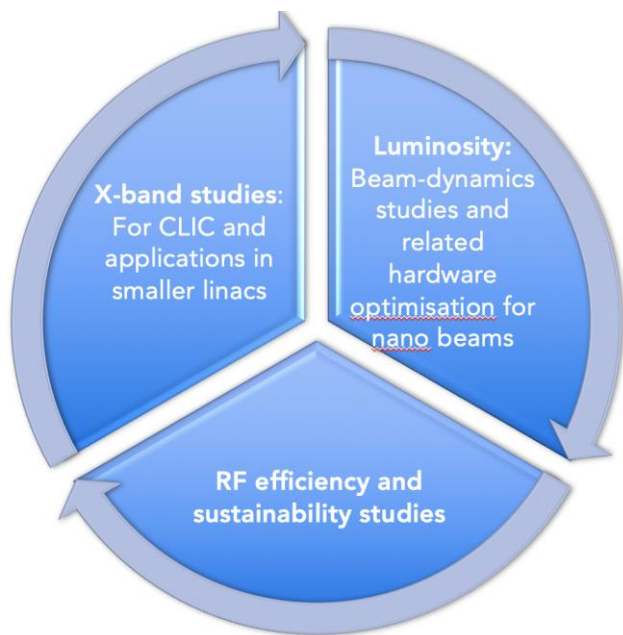 X-band studies:
For CLIC and
applications in
smaller linacs
Luminosity:
Beam-dynamics
studies and
related
hardware
optimisation for
nano beams
RF efficiency and
sustainability studies